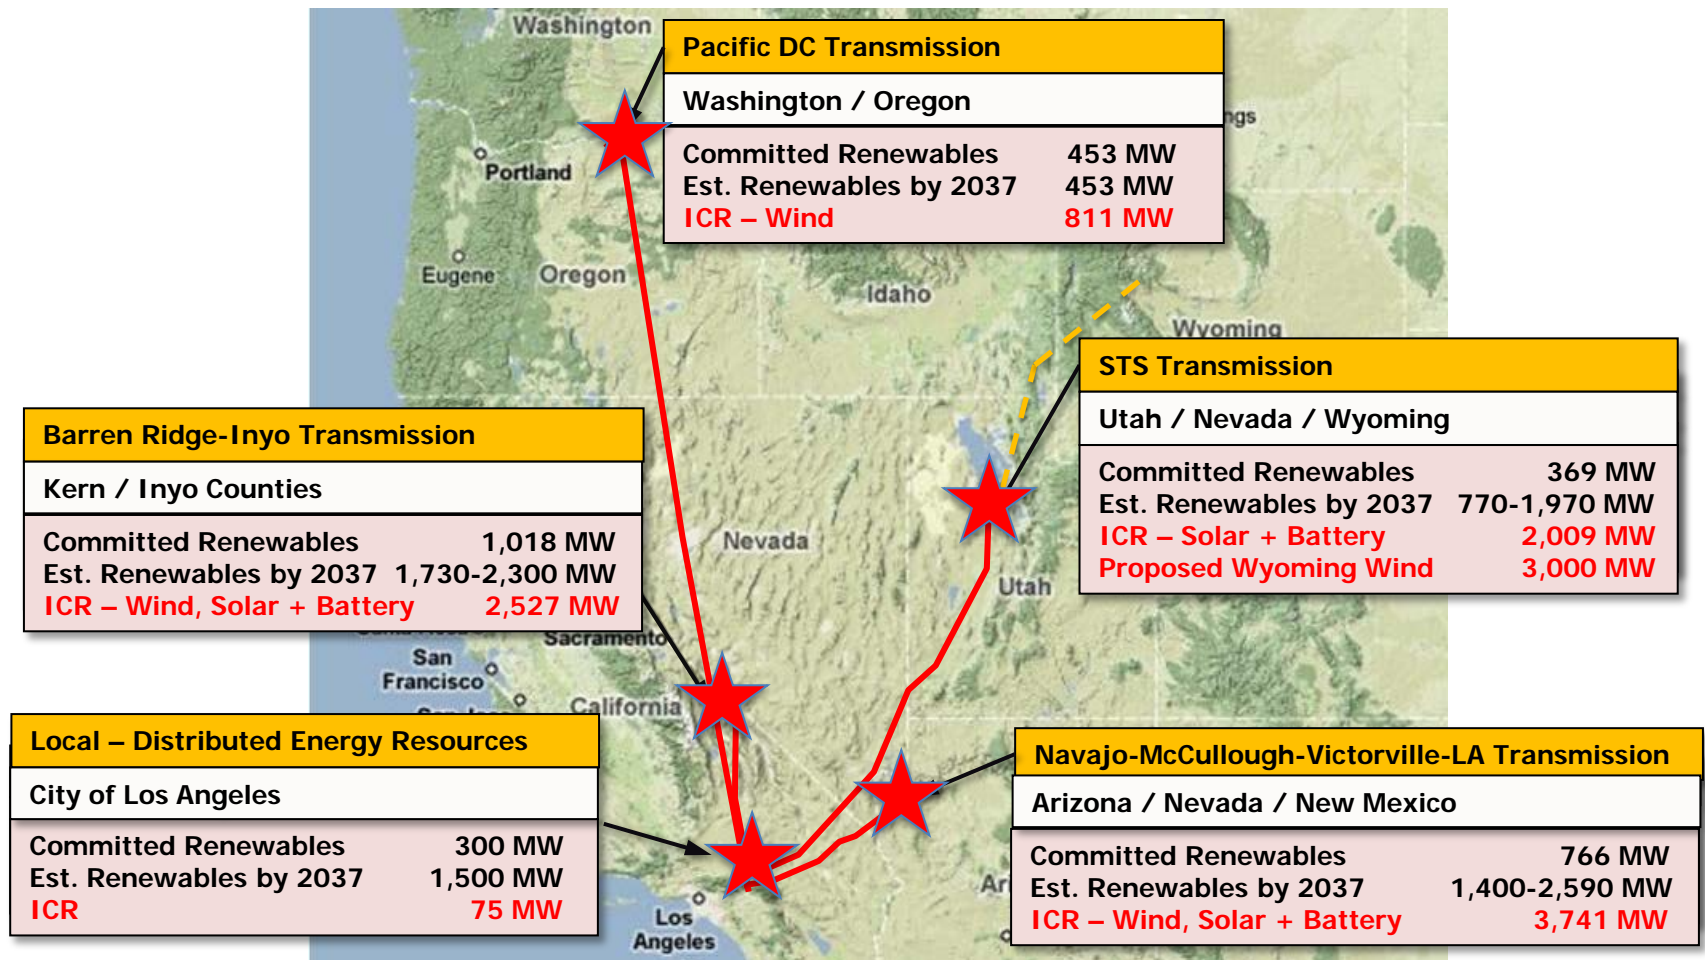 Washington
Pacific DC Transmission
Washington / Oregon
Committed Renewables 453 MW
Est. Renewables by 2037 453 MW
ICR – Wind 811 MW
ngs
Portland
Eugene
Oregon
Idaho
Wyoming
STS Transmission
Utah / Nevada / Wyoming
Committed Renewables 369 MW
Est. Renewables by 2037 770-1,970 MW
ICR – Solar + Battery 2,009 MW
Proposed Wyoming Wind 3,000 MW
Barren Ridge-Inyo Transmission
Kern / Inyo Counties
Committed Renewables 1,018 MW
Est. Renewables by 2037 1,730-2,300 MW
ICR – Wind, Solar + Battery 2,527 MW
Nevada
Utah
Sacramento
San
Francisco
California
Local – Distributed Energy Resources
City of Los Angeles
Committed Renewables 300 MW
Est. Renewables by 2037 1,500 MW
ICR 75 MW
Navajo-McCullough-Victorville-LA Transmission
Arizona / Nevada / New Mexico
Committed Renewables 766 MW
Est. Renewables by 2037 1,400-2,590 MW
ICR – Wind, Solar + Battery 3,741 MW
Ari
Los
Angeles